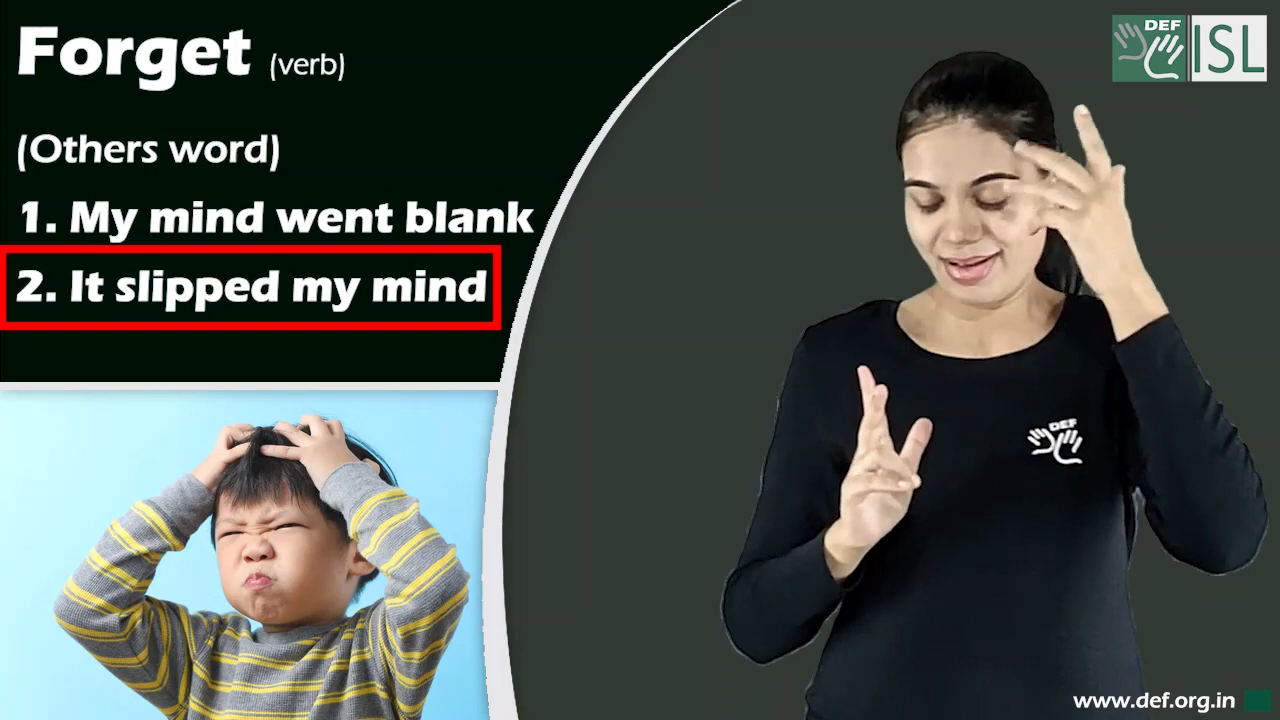 Forget (verb)
(Others word)
1. My mind went blank
2. It slipped my mind
DEF
ISL
DEF
www.def.org.in